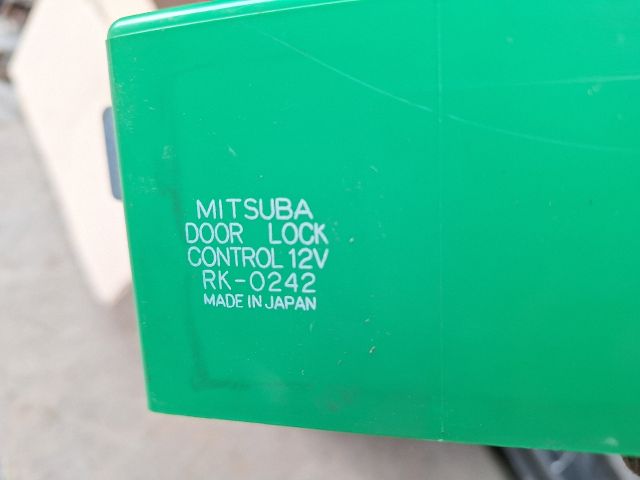 MITSUBA
DOOR LOCK
CONTROL 12V
RK-0242
MADE IN JAPAN